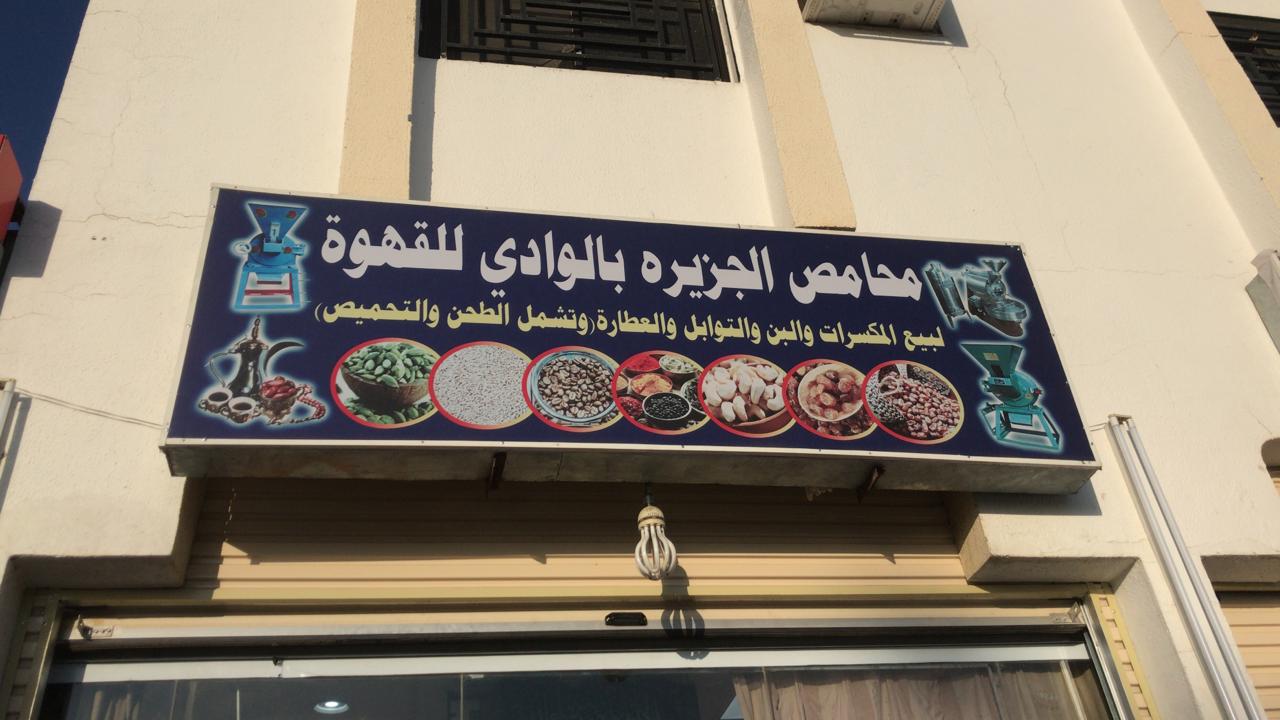 محامص الجزيره بالوادي للقهوة
لبيع المكسرات والبن والتوابل والعطارة (وتشمل الطحن والتحميص)